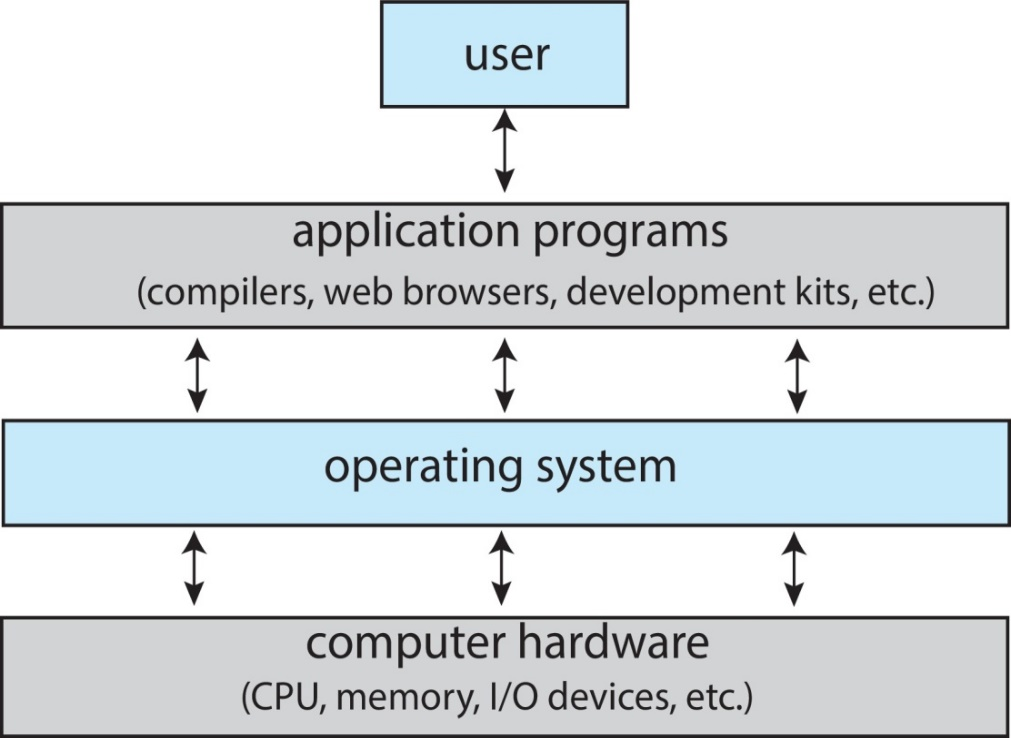 user
application programs
(compilers, web browsers, development kits, etc.)
operating system
computer hardware
(CPU, memory, I/O devices, etc.)